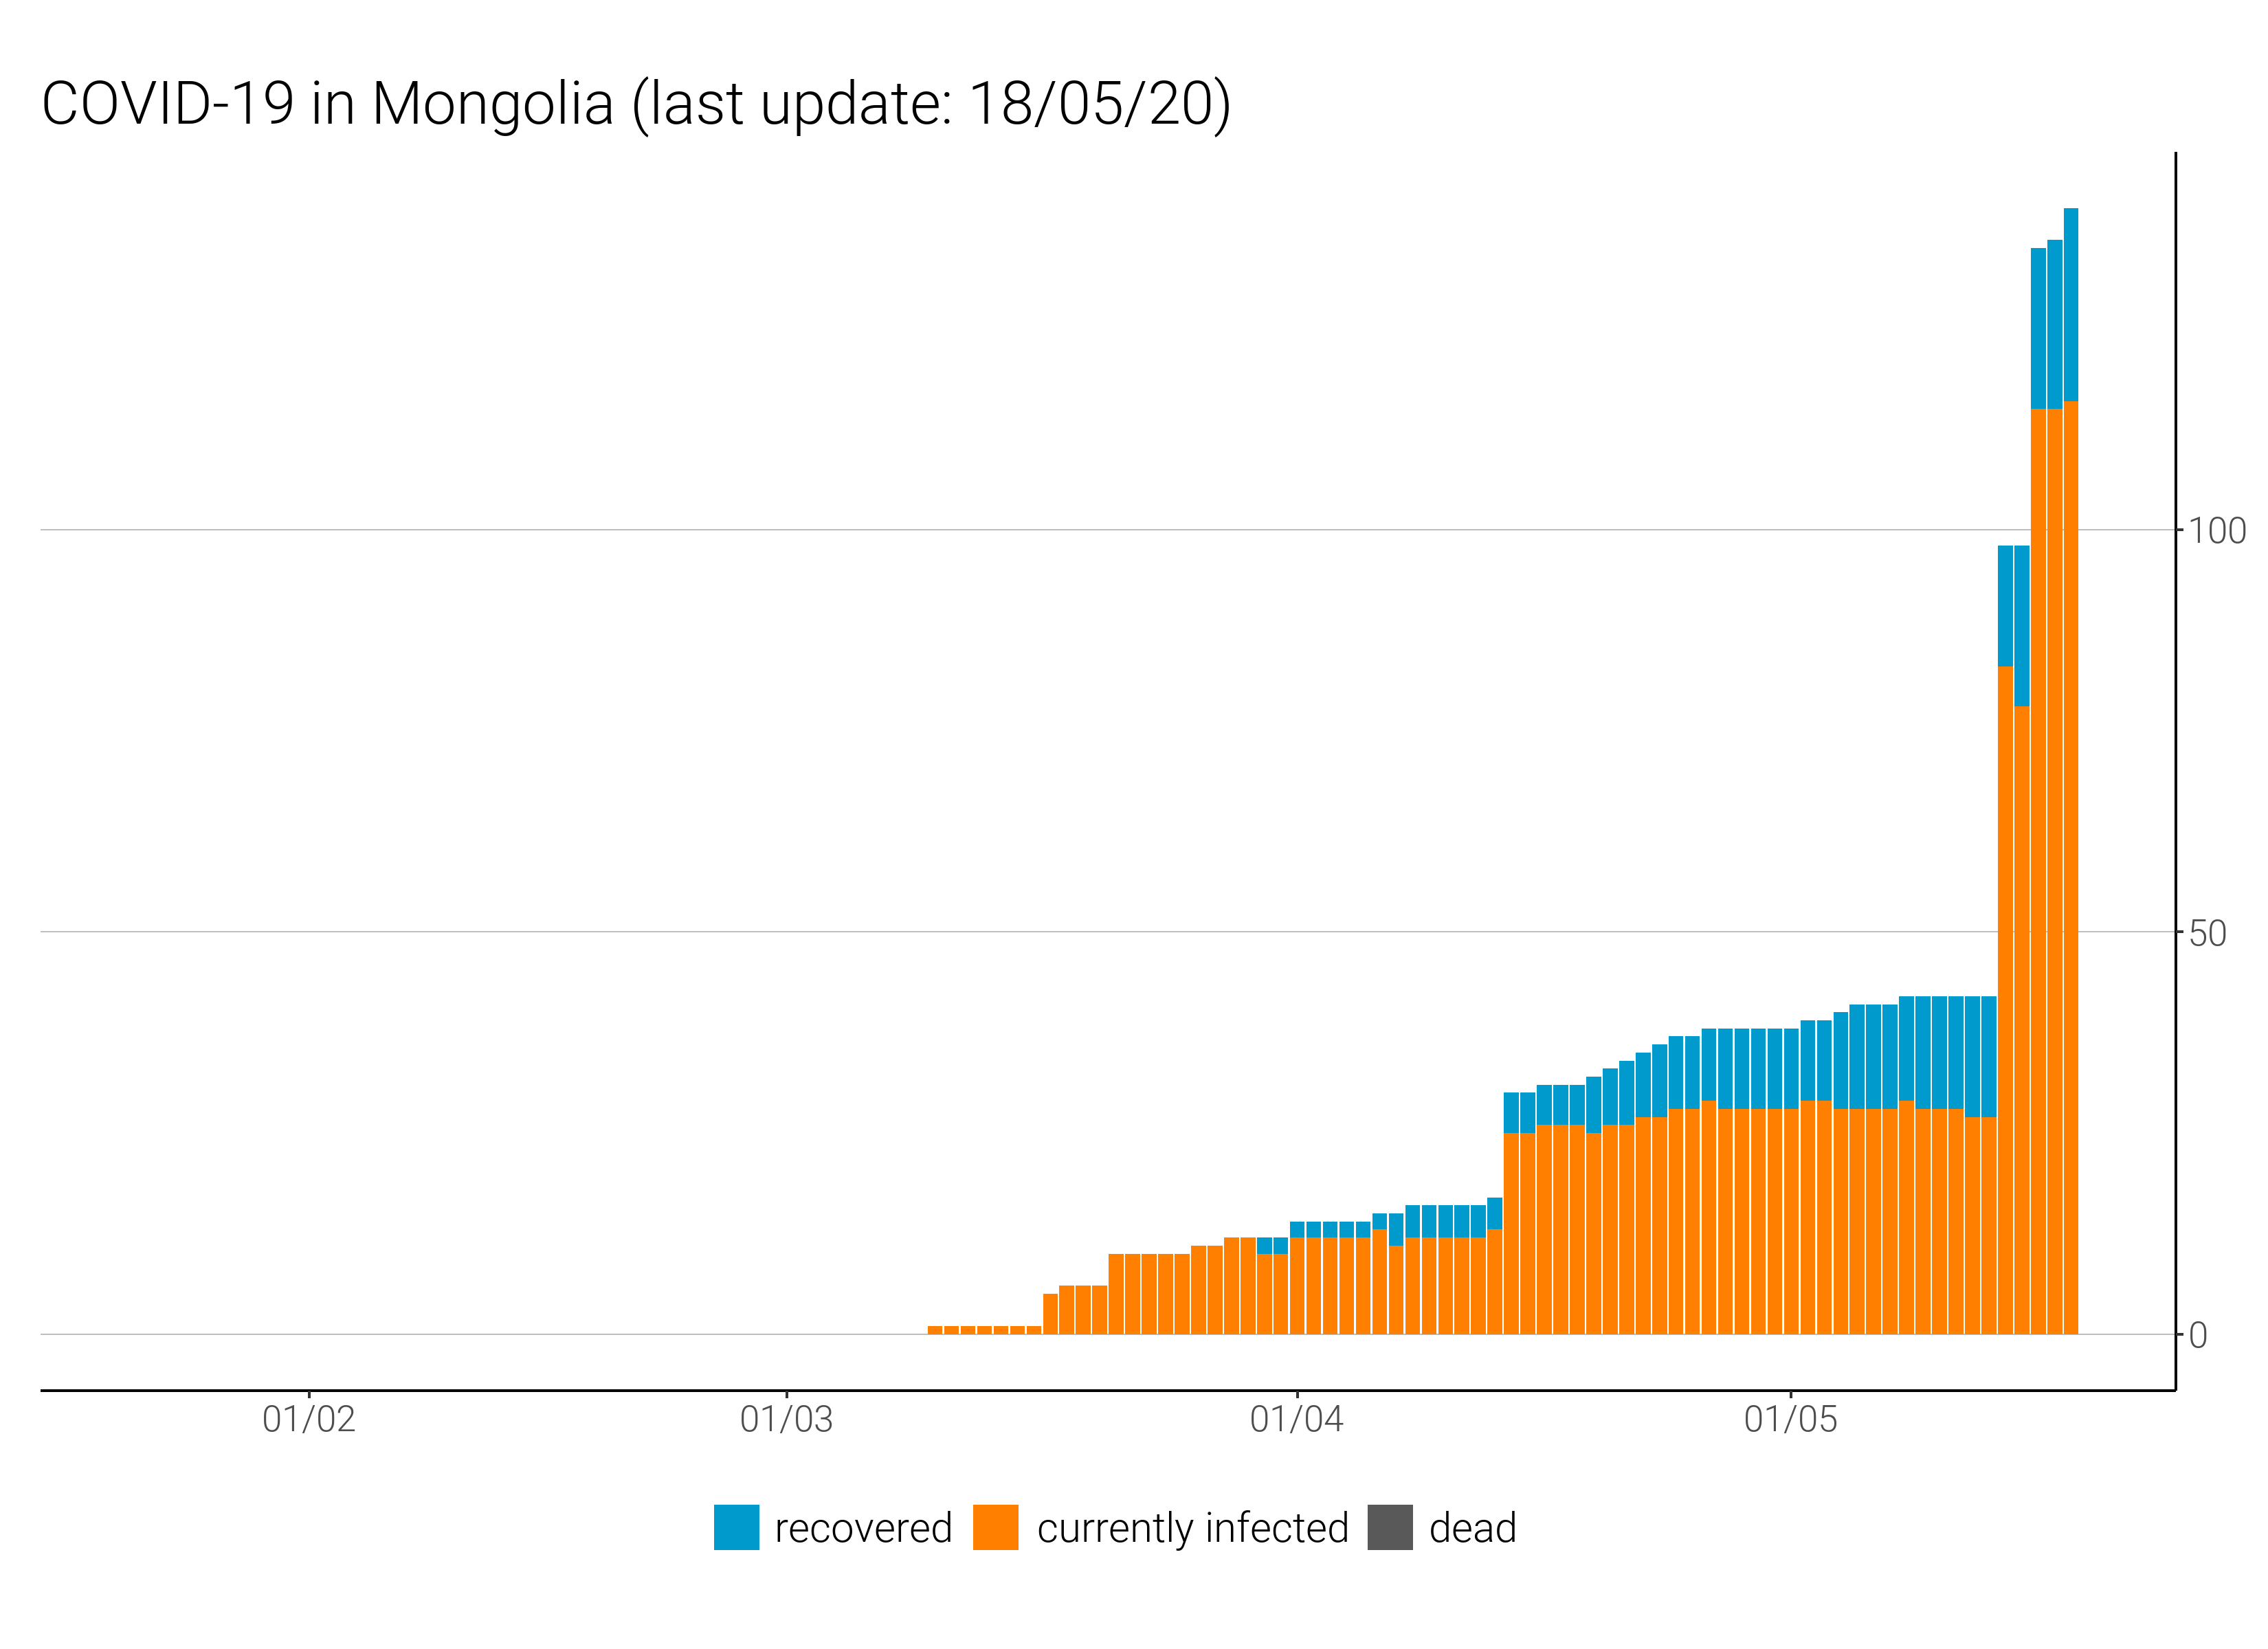 COVID-19 in Mongolia (last update: 18/05/20)
100
50
0
01/02 01/03 01/04 01/05
recovered currently infected dead